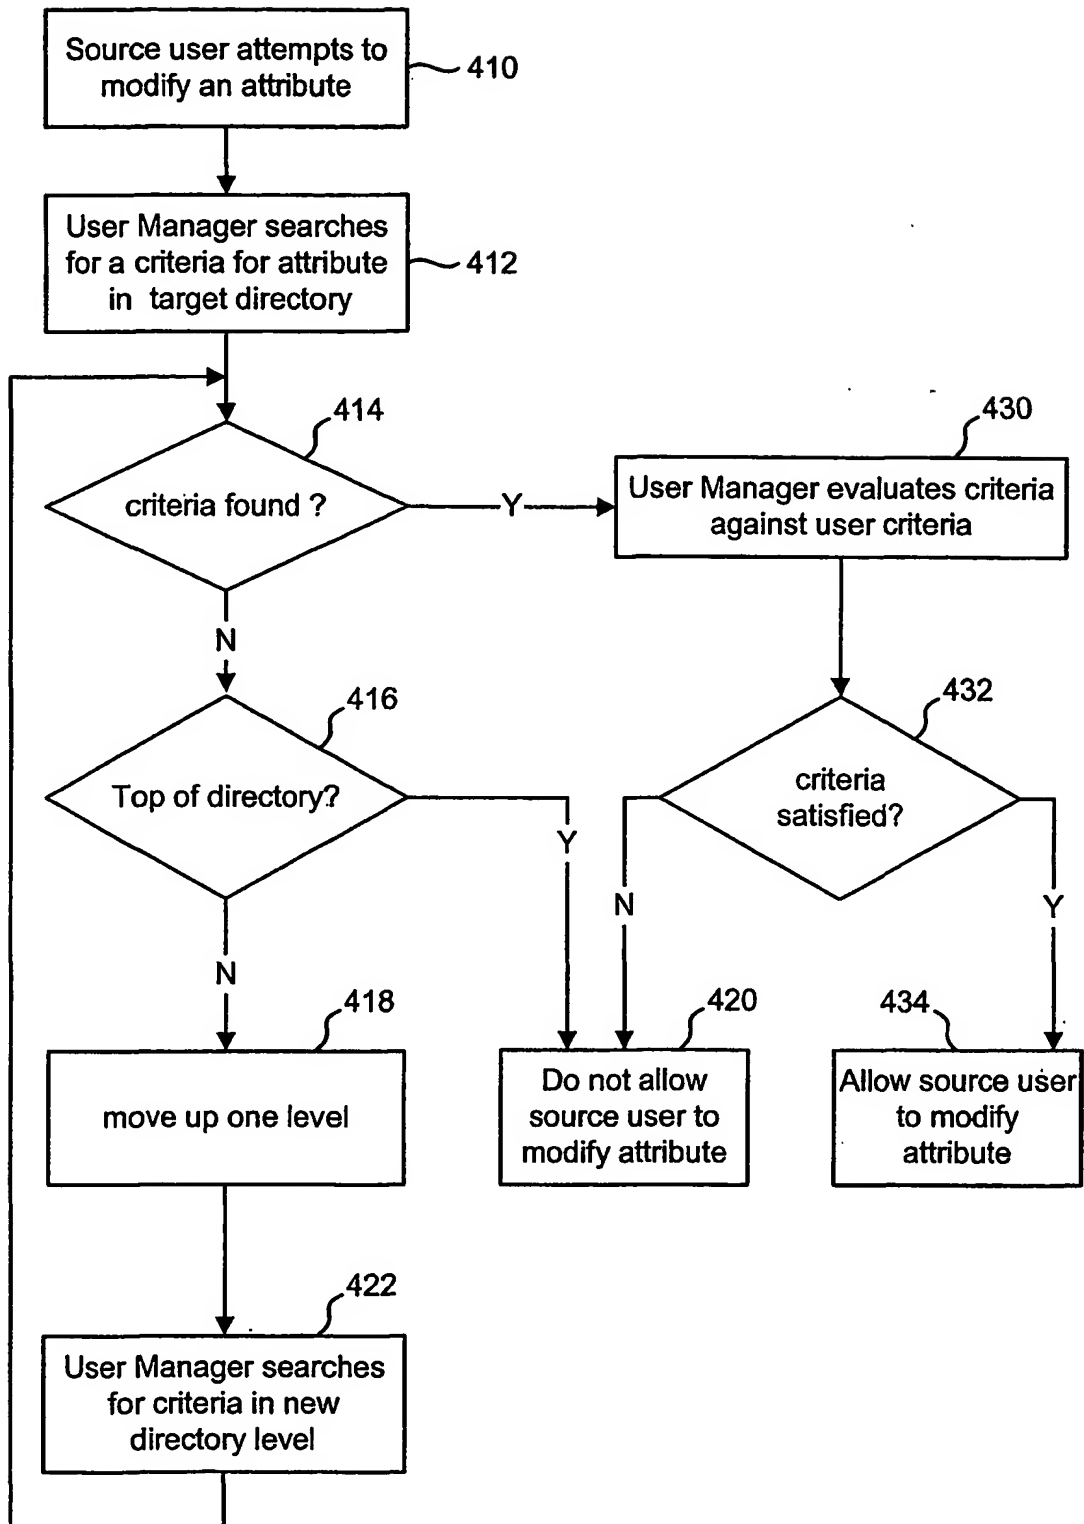 Source user attempts to
modify an attribute
410
User Manager searches
for a criteria for attribute
in target directory
412
414
criteria found ?
Y
430
User Manager evaluates criteria
against user criteria
N
416
Top of directory?
Y
432
criteria
satisfied?
N
Y
N
418
move up one level
420
Do not allow
source user to
modify attribute
434
Allow source user
to modify
attribute
422
User Manager searches
for criteria in new
directory level